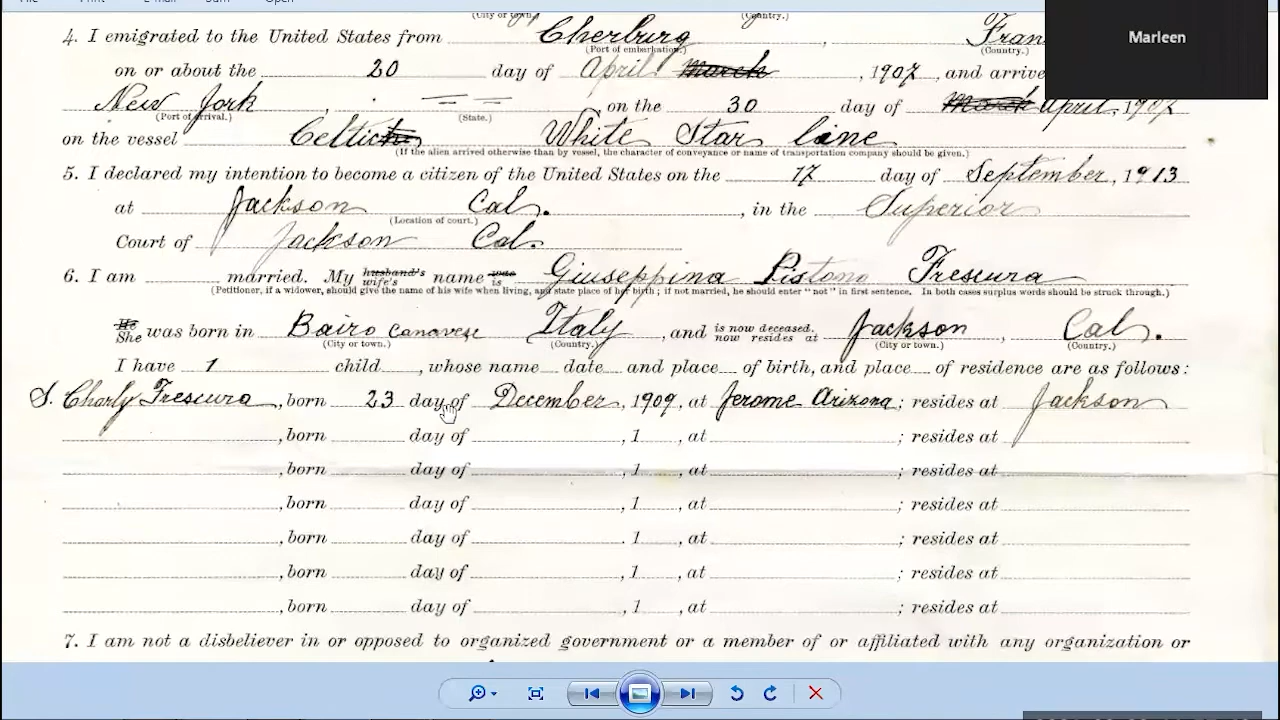 File Print E-mail Burn Open
(City or town) (Country.)
4. I emigrated to the United States from Cherburg, Fran
(Port of embarkation.) (Country.)
Marleen
on or about the 20 day of April march, 1907, and arrive
New York, on the 30 day of March April, 1907
(Port of arrival.) (State.)
on the vessel Celtic White Star line
(If the alien arrived otherwise than by vessel, the character of conveyance or name of transportation company should be given.)
5. I declared my intention to become a citizen of the United States on the 17 day of September, 1913
at Jackson Cal., in the Superior
(Location of court.)
Court of Jackson Cal.
6. I am married. My husband's wife's name was is Giuseppina Pistono Trescura
(Petitioner, if a widower, should give the name of his wife when living, and state place of her birth; if not married, he should enter "not" in first sentence. In both cases surplus words should be struck through.)
He She was born in Bairo Canavese Italy, and is now deceased. now resides at Jackson, Cal.
(City or town.) (Country.) (City or town.) (Country.)
I have 1 child, whose name date and place of birth, and place of residence are as follows:
S. Charly Trescura, born 23 day of December, 1909, at Jerome Arizona; resides at Jackson
, born day of , 1 , at ; resides at
, born day of , 1 , at ; resides at
, born day of , 1 , at ; resides at
, born day of , 1 , at ; resides at
, born day of , 1 , at ; resides at
, born day of , 1 , at ; resides at
7. I am not a disbeliever in or opposed to organized government or a member of or affiliated with any organization or